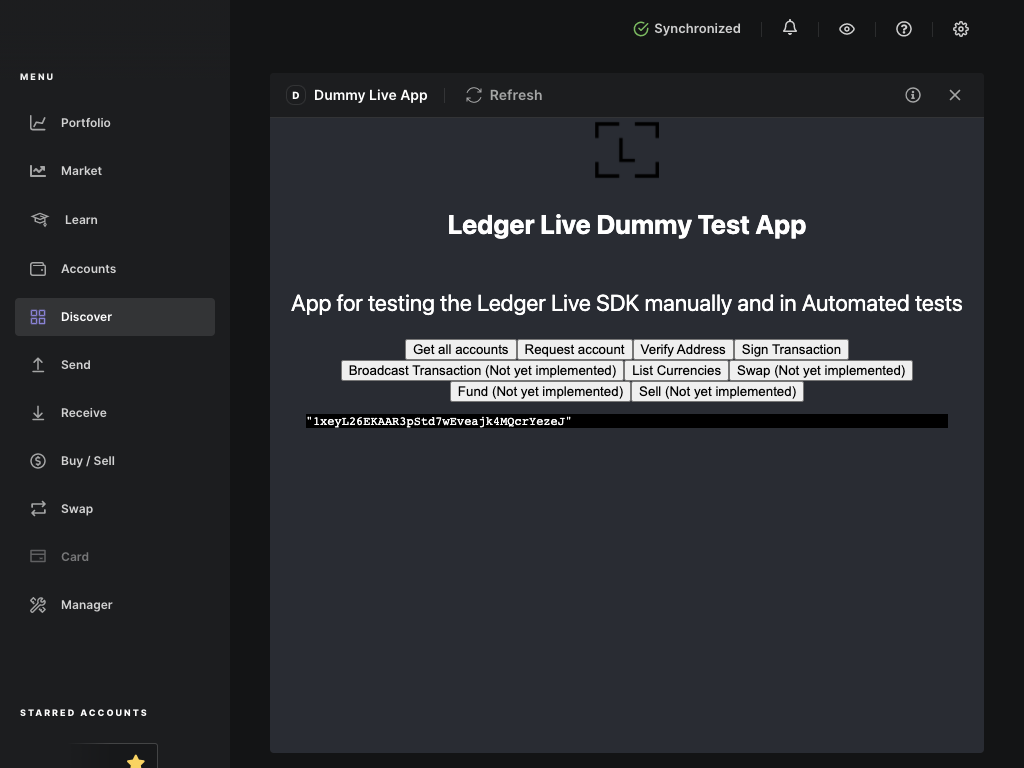 Synchronized
MENU
Portfolio
Market
Learn
Accounts
Discover
Send
Receive
Buy / Sell
Swap
Card
Manager
STARRED ACCOUNTS
D Dummy Live App Refresh
L
Ledger Live Dummy Test App
App for testing the Ledger Live SDK manually and in Automated tests
Get all accounts Request account Verify Address Sign Transaction
Broadcast Transaction (Not yet implemented) List Currencies Swap (Not yet implemented)
Fund (Not yet implemented) Sell (Not yet implemented)
"1xeyL26EKAAR3pStd7wEveajk4MQcrYezeJ"